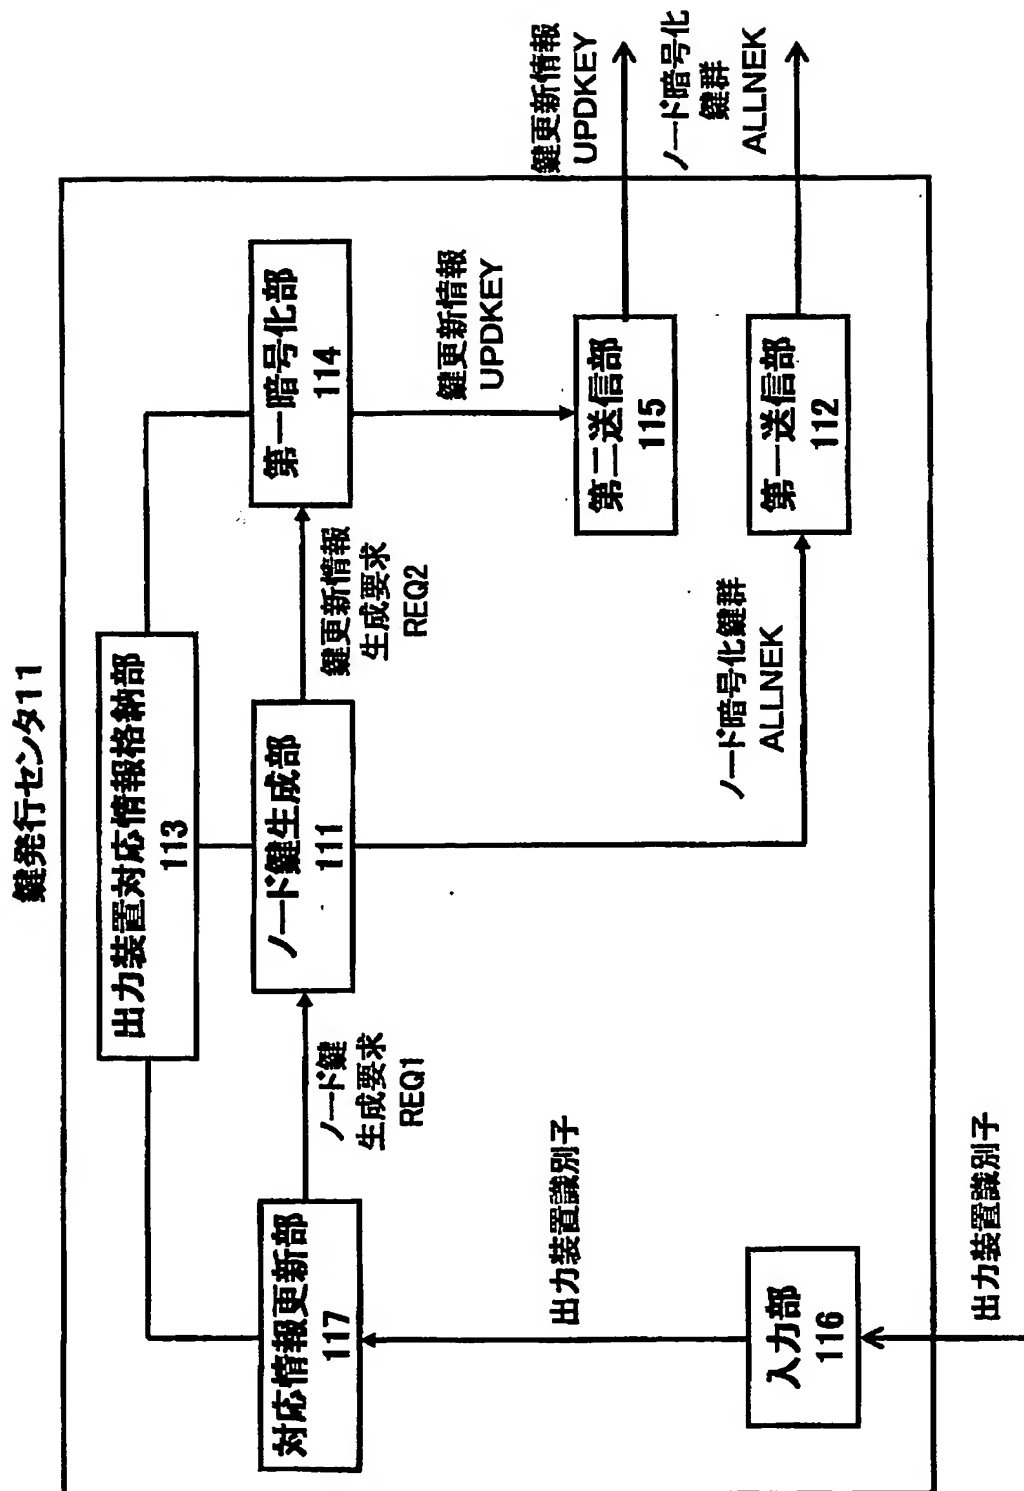 鍵発行センタ11
出力装置対応情報格納部
113
対応情報更新部
117
ノード鍵
生成要求
REQ1
ノード鍵生成部
111
鍵更新情報
生成要求
REQ2
第一暗号化部
114
鍵更新情報
UPDKEY
鍵更新情報
UPDKEY
出力装置識別子
ノード暗号化鍵群
ALLNEK
第二送信部
115
ノード暗号化
鍵群
ALLNEK
入力部
116
第一送信部
112
出力装置識別子